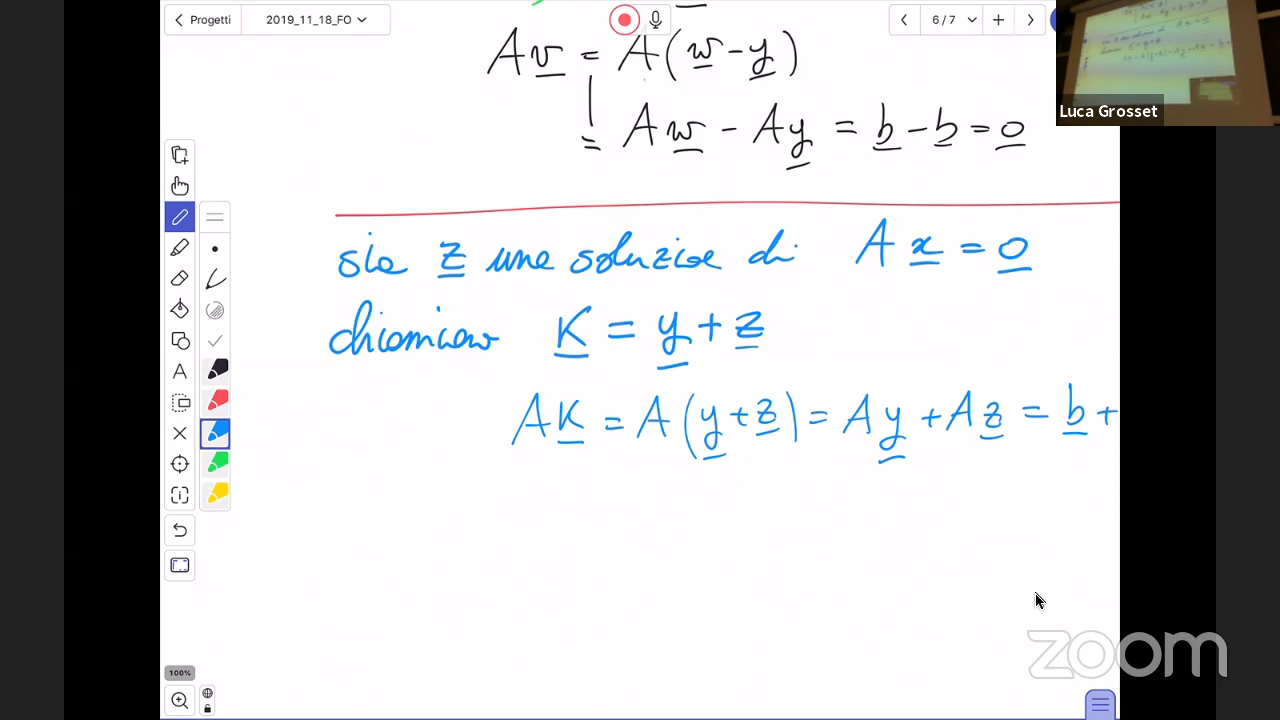 Progetti
2019_11_18_FO
6 / 7
Av = A(w - y)
= Aw - Ay = b - b = 0
Luca Grosset
sia z una soluzione di Ax = 0
chiamiamo K = y + z
AK = A(y + z) = Ay + Az = b +
100%
zoom